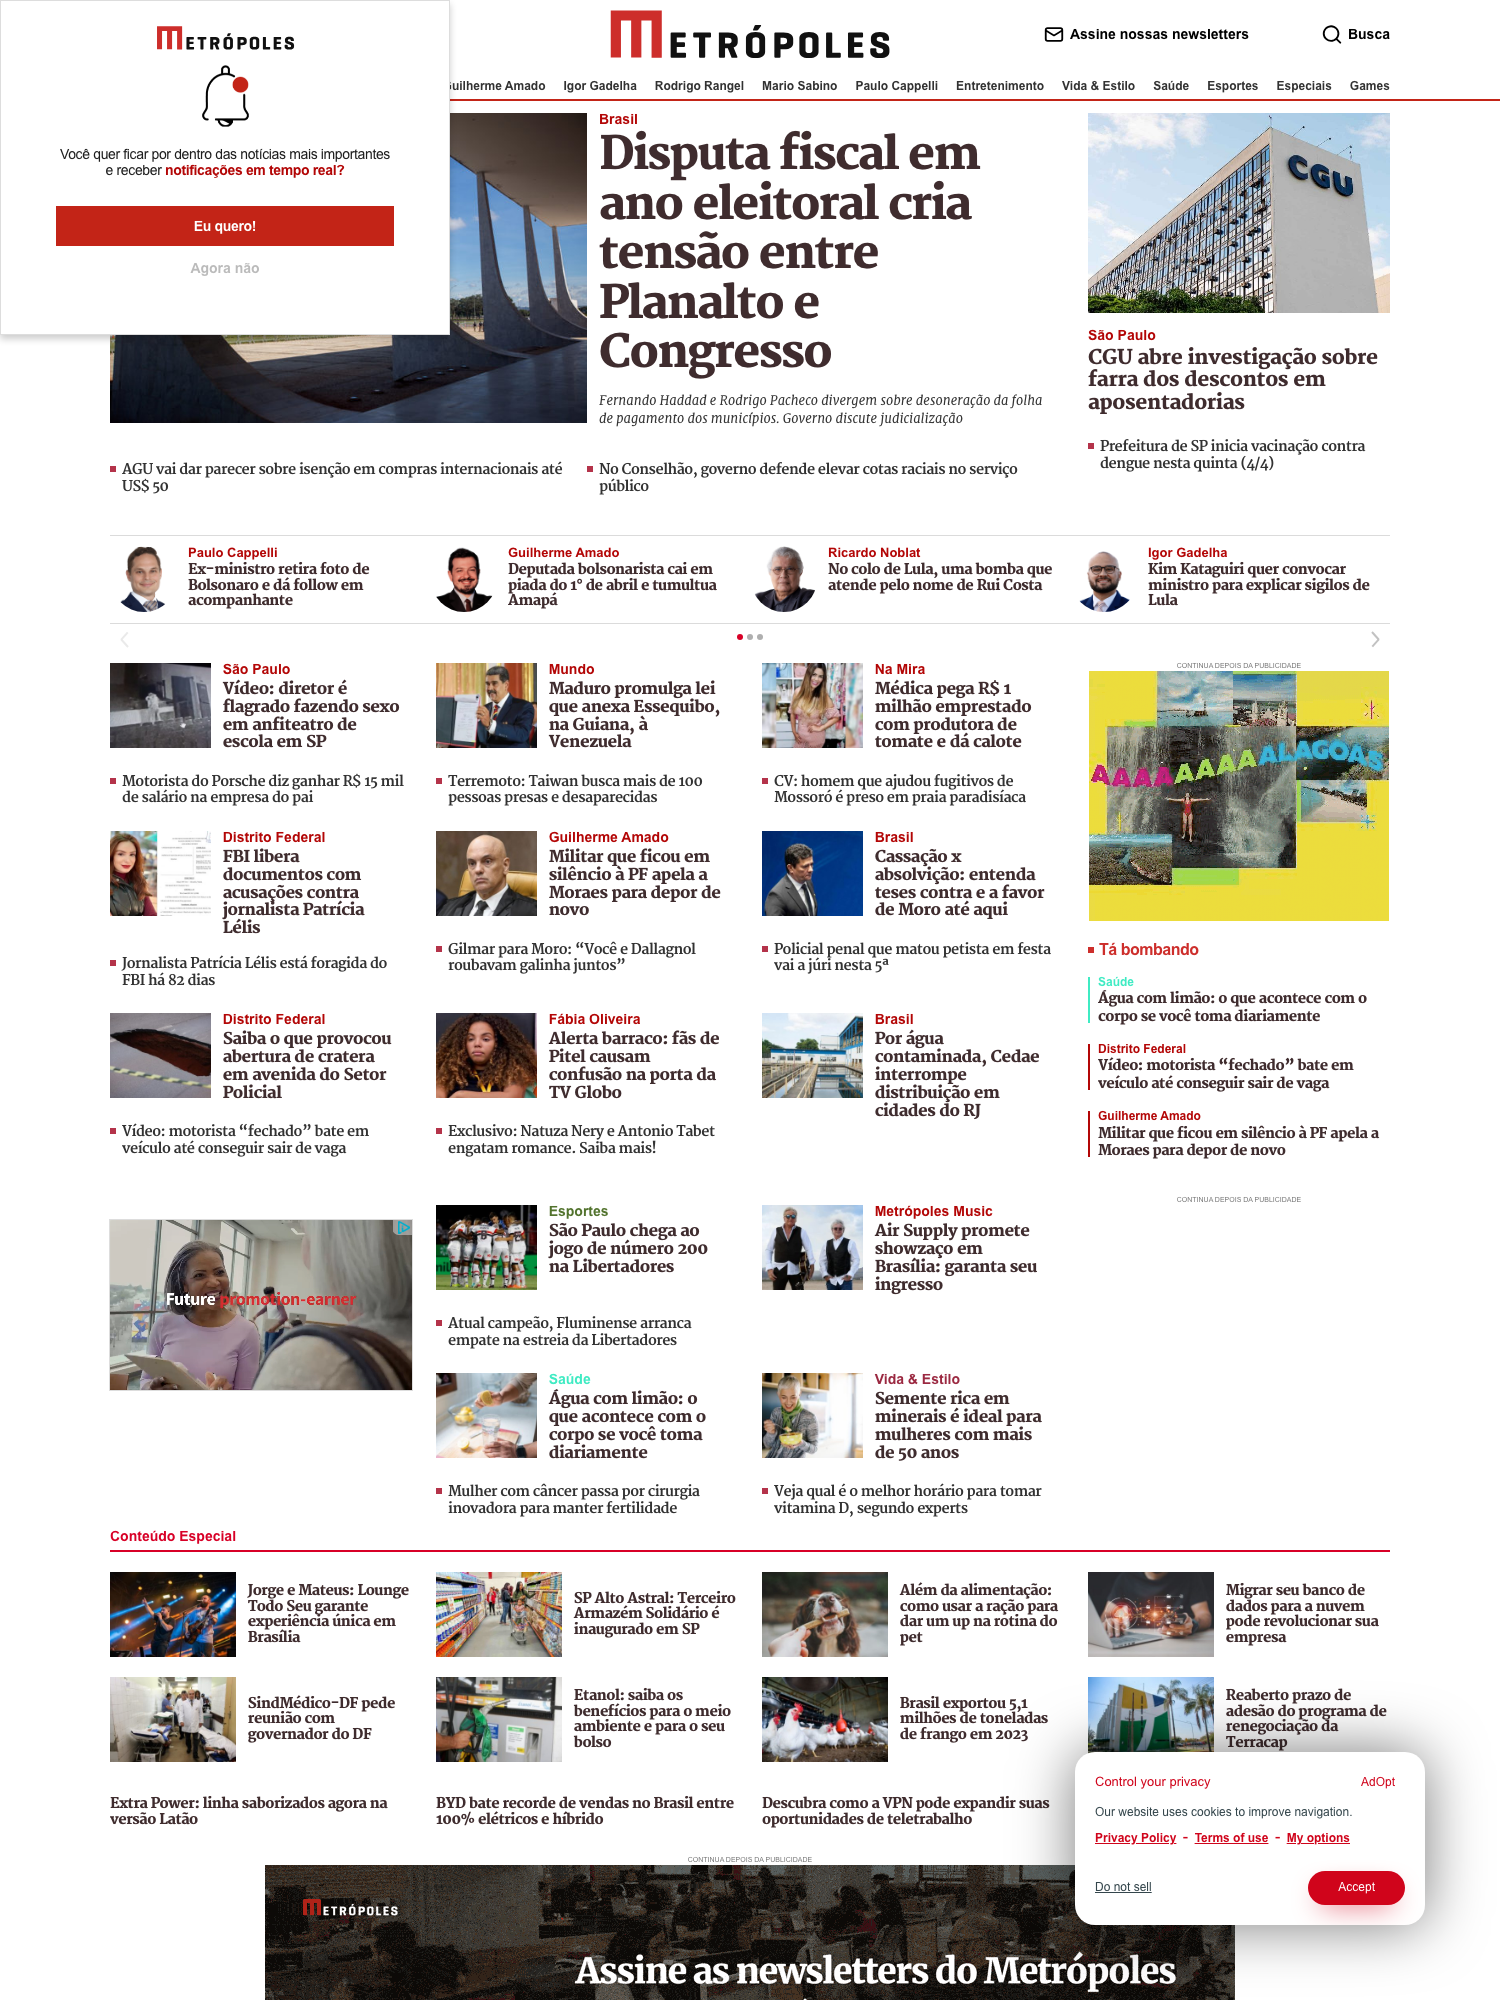 METRÓPOLES
Você quer ficar por dentro das notícias mais importantes
e receber notificações em tempo real?
Eu quero!
Agora não
METRÓPOLES
Assine nossas newsletters
Busca
Guilherme Amado
Igor Gadelha
Rodrigo Rangel
Mario Sabino
Paulo Cappelli
Entretenimento
Vida & Estilo
Saúde
Esportes
Especiais
Games
Brasil
Disputa fiscal em
ano eleitoral cria
tensão entre
Planalto e
Congresso
Fernando Haddad e Rodrigo Pacheco divergem sobre desoneração da folha
de pagamento dos municípios. Governo discute judicialização
AGU vai dar parecer sobre isenção em compras internacionais até
US$ 50
No Conselhão, governo defende elevar cotas raciais no serviço
público
CGU
São Paulo
CGU abre investigação sobre
farra dos descontos em
aposentadorias
Prefeitura de SP inicia vacinação contra
dengue nesta quinta (4/4)
Paulo Cappelli
Ex-ministro retira foto de
Bolsonaro e dá follow em
acompanhante
Guilherme Amado
Deputada bolsonarista cai em
piada do 1° de abril e tumultua
Amapá
Ricardo Noblat
No colo de Lula, uma bomba que
atende pelo nome de Rui Costa
Igor Gadelha
Kim Kataguiri quer convocar
ministro para explicar sigilos de
Lula
São Paulo
Vídeo: diretor é
flagrado fazendo sexo
em anfiteatro de
escola em SP
Motorista do Porsche diz ganhar R$ 15 mil
de salário na empresa do pai
Mundo
Maduro promulga lei
que anexa Essequibo,
na Guiana, à
Venezuela
Terremoto: Taiwan busca mais de 100
pessoas presas e desaparecidas
Na Mira
Médica pega R$ 1
milhão emprestado
com produtora de
tomate e dá calote
CV: homem que ajudou fugitivos de
Mossoró é preso em praia paradisíaca
CONTINUA DEPOIS DA PUBLICIDADE
AAAAAAAALAGOAS
Distrito Federal
FBI libera
documentos com
acusações contra
jornalista Patrícia
Lélis
Jornalista Patrícia Lélis está foragida do
FBI há 82 dias
Guilherme Amado
Militar que ficou em
silêncio à PF apela a
Moraes para depor de
novo
Gilmar para Moro: “Você e Dallagnol
roubavam galinha juntos”
Brasil
Cassação x
absolvição: entenda
teses contra e a favor
de Moro até aqui
Policial penal que matou petista em festa
vai a júri nesta 5ª
Tá bombando
Saúde
Água com limão: o que acontece com o
corpo se você toma diariamente
Distrito Federal
Vídeo: motorista “fechado” bate em
veículo até conseguir sair de vaga
Guilherme Amado
Militar que ficou em silêncio à PF apela a
Moraes para depor de novo
CONTINUA DEPOIS DA PUBLICIDADE
Distrito Federal
Saiba o que provocou
abertura de cratera
em avenida do Setor
Policial
Vídeo: motorista “fechado” bate em
veículo até conseguir sair de vaga
Fábia Oliveira
Alerta barraco: fãs de
Pitel causam
confusão na porta da
TV Globo
Exclusivo: Natuza Nery e Antonio Tabet
engatam romance. Saiba mais!
Brasil
Por água
contaminada, Cedae
interrompe
distribuição em
cidades do RJ
Future promotion-earner
Esportes
São Paulo chega ao
jogo de número 200
na Libertadores
Atual campeão, Fluminense arranca
empate na estreia da Libertadores
Metrópoles Music
Air Supply promete
showzaço em
Brasília: garanta seu
ingresso
Saúde
Água com limão: o
que acontece com o
corpo se você toma
diariamente
Mulher com câncer passa por cirurgia
inovadora para manter fertilidade
Vida & Estilo
Semente rica em
minerais é ideal para
mulheres com mais
de 50 anos
Veja qual é o melhor horário para tomar
vitamina D, segundo experts
Conteúdo Especial
Jorge e Mateus: Lounge
Todo Seu garante
experiência única em
Brasília
SP Alto Astral: Terceiro
Armazém Solidário é
inaugurado em SP
Além da alimentação:
como usar a ração para
dar um up na rotina do
pet
Migrar seu banco de
dados para a nuvem
pode revolucionar sua
empresa
SindMédico-DF pede
reunião com
governador do DF
Etanol: saiba os
benefícios para o meio
ambiente e para o seu
bolso
Brasil exportou 5,1
milhões de toneladas
de frango em 2023
Reaberto prazo de
adesão do programa de
renegociação da
Terracap
Extra Power: linha saborizados agora na
versão Latão
BYD bate recorde de vendas no Brasil entre
100% elétricos e híbrido
Descubra como a VPN pode expandir suas
oportunidades de teletrabalho
Control your privacy
AdOpt
Our website uses cookies to improve navigation.
Privacy Policy - Terms of use - My options
Do not sell
Accept
CONTINUA DEPOIS DA PUBLICIDADE
METRÓPOLES
Assine as newsletters do Metrópoles